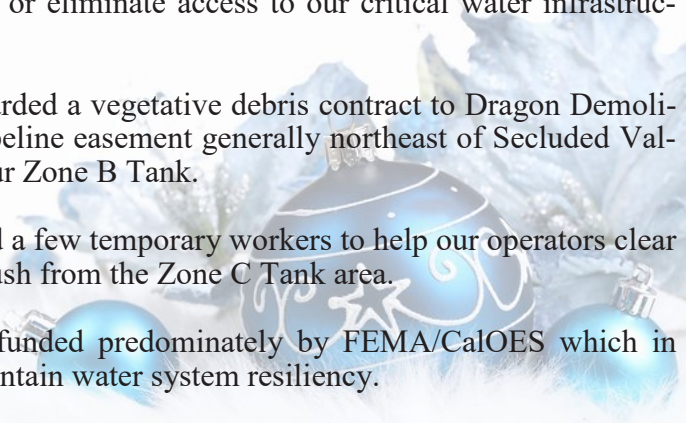 or eliminate access to our critical water infrastruc-
rded a vegetative debris contract to Dragon Demoli-
eline easement generally northeast of Secluded Val-
r Zone B Tank.
a few temporary workers to help our operators clear
ush from the Zone C Tank area.
funded predominately by FEMA/CalOES which in
ntain water system resiliency.